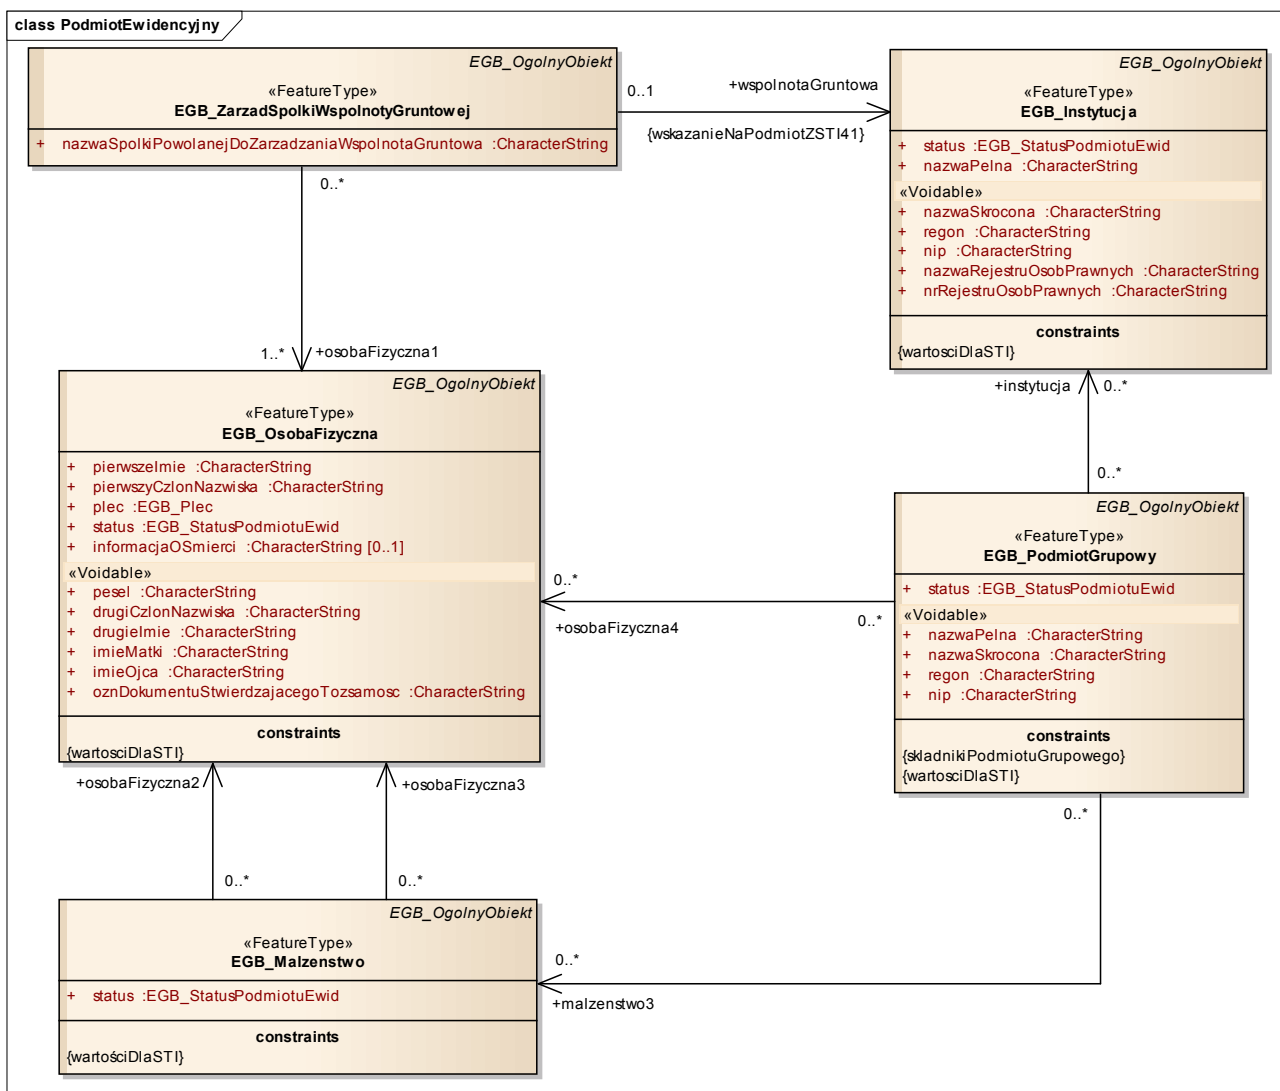 class PodmiotEwidencyjny
EGB_OgolnyObiekt
«FeatureType»
EGB_ZarzadSpolkiWspolnotyGruntowej
+ nazwaSpolkiPowolanejDoZarzadzaniaWspolnotaGruntowa :CharacterString
0..1
+wspolnotaGruntowa
{wskazanieNaPodmiotZSTI41}
EGB_OgolnyObiekt
«FeatureType»
EGB_Instytucja
+ status :EGB_StatusPodmiotuEwid
+ nazwaPelna :CharacterString
«Voidable»
+ nazwaSkrocona :CharacterString
+ regon :CharacterString
+ nip :CharacterString
+ nazwaRejestruOsobPrawnych :CharacterString
+ nrRejestruOsobPrawnych :CharacterString
constraints
{wartosciDlaSTI}
0..*
1..*
+osobaFizyczna1
+instytucja
0..*
0..*
EGB_OgolnyObiekt
«FeatureType»
EGB_OsobaFizyczna
+ pierwszeImie :CharacterString
+ pierwszyCzlonNazwiska :CharacterString
+ plec :EGB_Plec
+ status :EGB_StatusPodmiotuEwid
+ informacjaOSmierci :CharacterString [0..1]
«Voidable»
+ pesel :CharacterString
+ drugiCzlonNazwiska :CharacterString
+ drugieImie :CharacterString
+ imieMatki :CharacterString
+ imieOjca :CharacterString
+ oznDokumentuStwierdzajacegoTozsamosc :CharacterString
constraints
{wartosciDlaSTI}
0..*
+osobaFizyczna4
0..*
EGB_OgolnyObiekt
«FeatureType»
EGB_PodmiotGrupowy
+ status :EGB_StatusPodmiotuEwid
«Voidable»
+ nazwaPelna :CharacterString
+ nazwaSkrocona :CharacterString
+ regon :CharacterString
+ nip :CharacterString
constraints
{skladnikiPodmiotuGrupowego}
{wartosciDlaSTI}
0..*
+osobaFizyczna2
+osobaFizyczna3
0..*
0..*
EGB_OgolnyObiekt
«FeatureType»
EGB_Malzenstwo
+ status :EGB_StatusPodmiotuEwid
constraints
{wartościDlaSTI}
0..*
+malzenstwo3